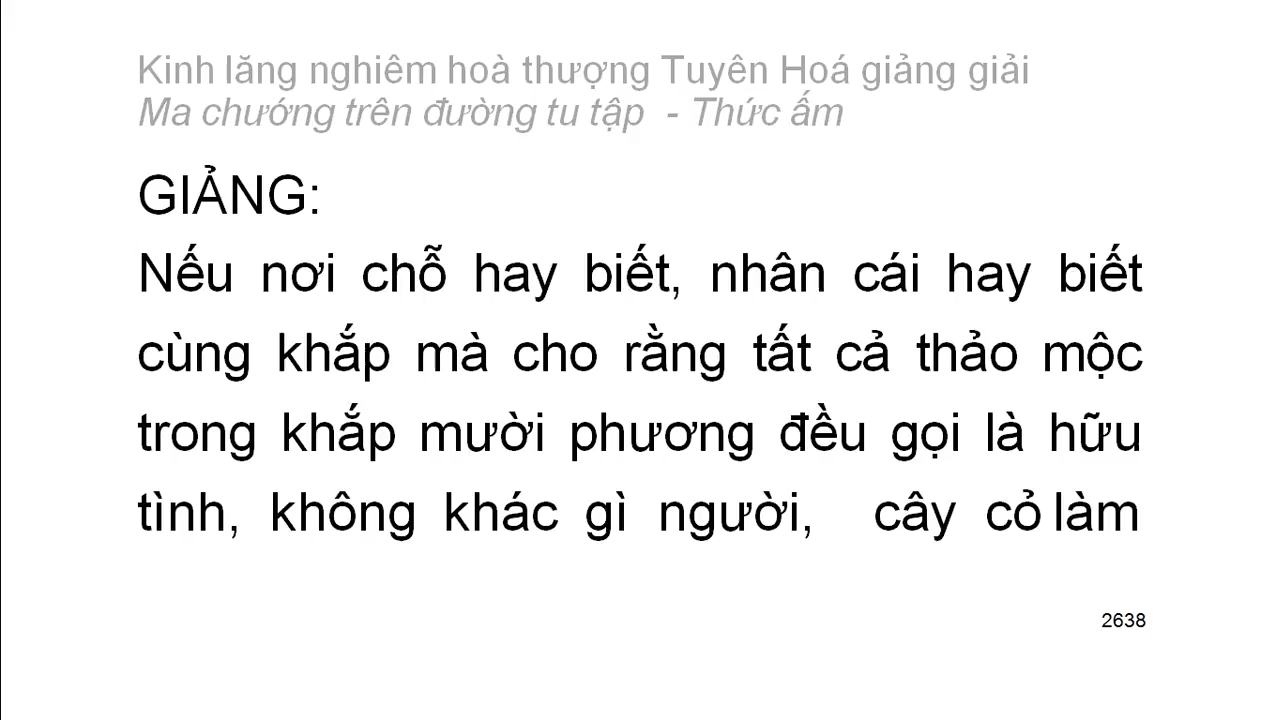 Kinh lăng nghiêm hoà thượng Tuyên Hoá giảng giải
Ma chướng trên đường tu tập - Thức ấm
GIẢNG:
Nếu nơi chỗ hay biết, nhân cái hay biết
cùng khắp mà cho rằng tất cả thảo mộc
trong khắp mười phương đều gọi là hữu
tình, không khác gì người, cây cỏ làm
2638